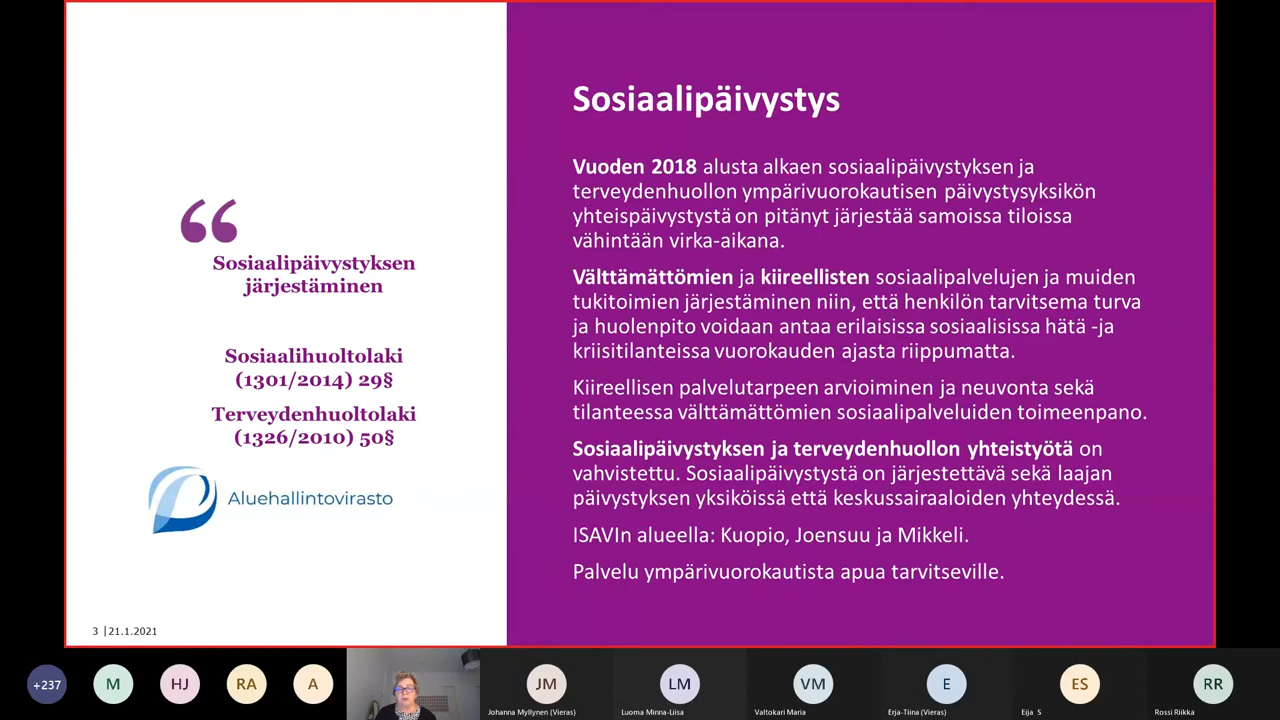 Sosiaalipäivystyksen
järjestäminen
Sosiaalihuoltolaki
(1301/2014) 29§
Terveydenhuoltolaki
(1326/2010) 50§
Aluehallintovirasto
3 |21.1.2021
Sosiaalipäivystys
Vuoden 2018 alusta alkaen sosiaalipäivystyksen ja
terveydenhuollon ympärivuorokautisen päivystysyksikön
yhteispäivystystä on pitänyt järjestää samoissa tiloissa
vähintään virka-aikana.
Välttämättömien ja kiireellisten sosiaalipalvelujen ja muiden
tukitoimien järjestäminen niin, että henkilön tarvitsema turva
ja huolenpito voidaan antaa erilaisissa sosiaalisissa hätä -ja
kriisitilanteissa vuorokauden ajasta riippumatta.
Kiireellisen palvelutarpeen arvioiminen ja neuvonta sekä
tilanteessa välttämättömien sosiaalipalveluiden toimeenpano.
Sosiaalipäivystyksen ja terveydenhuollon yhteistyötä on
vahvistettu. Sosiaalipäivystystä on järjestettävä sekä laajan
päivystyksen yksiköissä että keskussairaaloiden yhteydessä.
ISAVIn alueella: Kuopio, Joensuu ja Mikkeli.
Palvelu ympärivuorokautista apua tarvitseville.
+237
M
HJ
RA
A
JM
LM
VM
E
ES
RR
Johanna Myllynen (Vieras)
Luoma Minna-Liisa
Valtokari Maria
Erja-Tiina (Vieras)
Eija S
Rossi Riikka